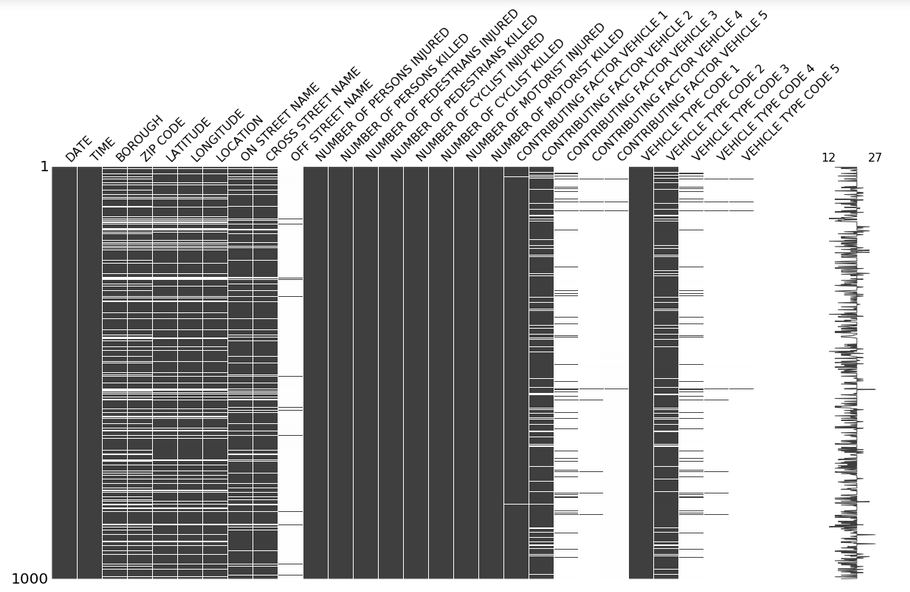 DATE
TIME
BOROUGH
ZIP CODE
LATITUDE
LONGITUDE
LOCATION
ON STREET NAME
CROSS STREET NAME
OFF STREET NAME
NUMBER OF PERSONS INJURED
NUMBER OF PERSONS KILLED
NUMBER OF PEDESTRIANS INJURED
NUMBER OF PEDESTRIANS KILLED
NUMBER OF CYCLIST INJURED
NUMBER OF CYCLIST KILLED
NUMBER OF MOTORIST INJURED
NUMBER OF MOTORIST KILLED
CONTRIBUTING FACTOR VEHICLE 1
CONTRIBUTING FACTOR VEHICLE 2
CONTRIBUTING FACTOR VEHICLE 3
CONTRIBUTING FACTOR VEHICLE 4
CONTRIBUTING FACTOR VEHICLE 5
VEHICLE TYPE CODE 1
VEHICLE TYPE CODE 2
VEHICLE TYPE CODE 3
VEHICLE TYPE CODE 4
VEHICLE TYPE CODE 5
12 27
1
1000